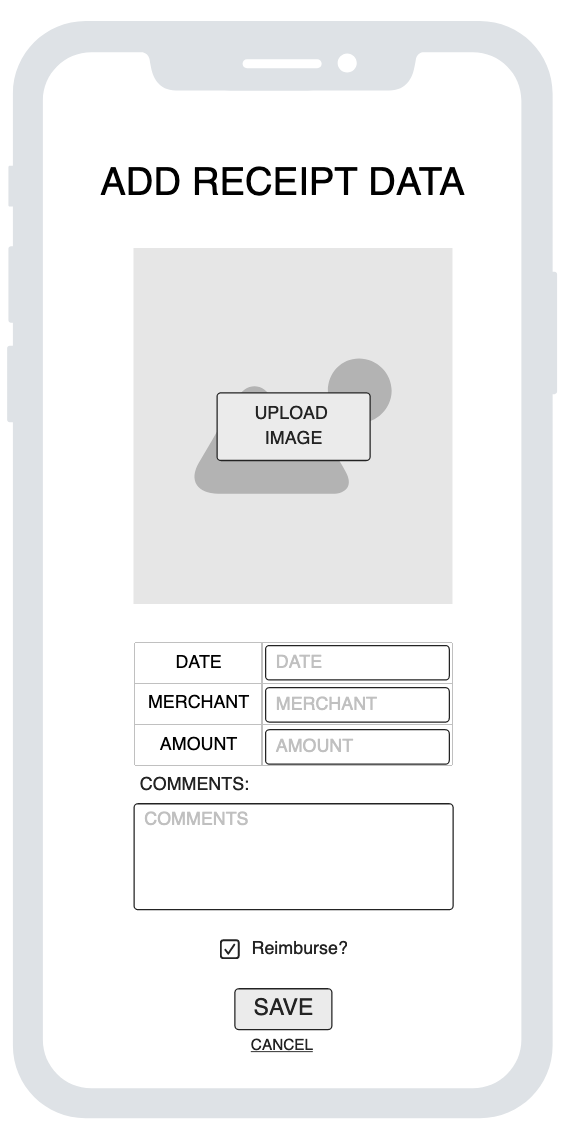 ADD RECEIPT DATA
UPLOAD
IMAGE
DATE DATE
MERCHANT MERCHANT
AMOUNT AMOUNT
COMMENTS:
COMMENTS
Reimburse?
SAVE
CANCEL